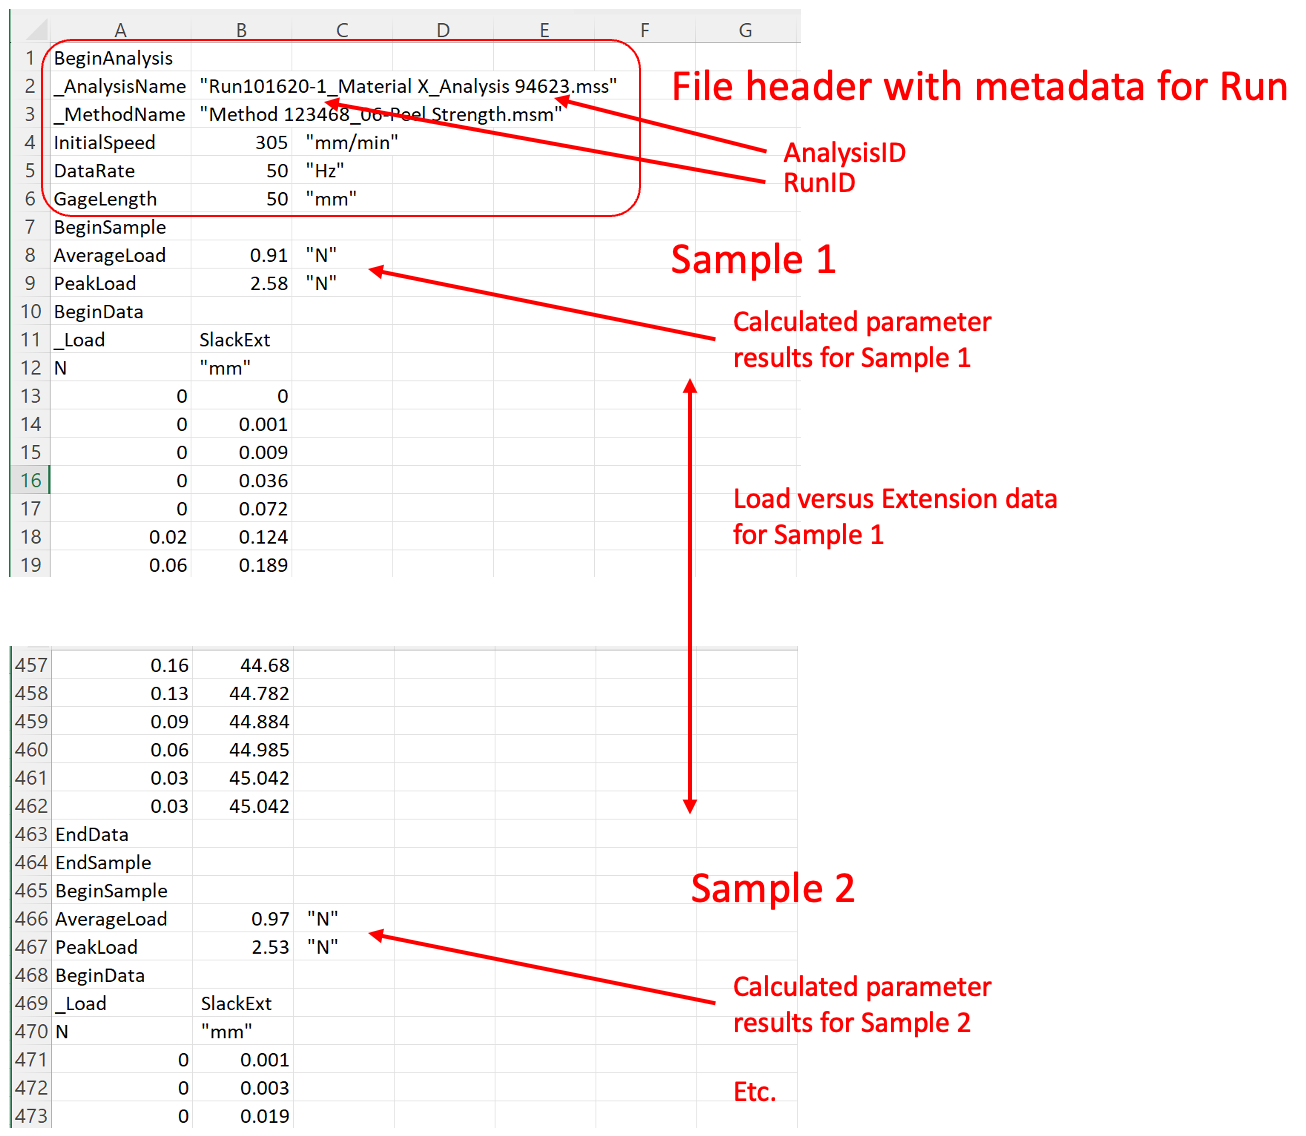 A B C D E F G
1 BeginAnalysis
2 _AnalysisName "Run101620-1_Material X_Analysis 94623.mss"
File header with metadata for Run
3 _MethodName "Method 123468_06-Peel Strength.msm"
4 InitialSpeed 305 "mm/min"
AnalysisID
5 DataRate 50 "Hz"
RunID
6 GageLength 50 "mm"
7 BeginSample
8 AverageLoad 0.91 "N"
Sample 1
9 PeakLoad 2.58 "N"
10 BeginData
Calculated parameter
11 _Load SlackExt
results for Sample 1
12 N "mm"
13 0 0
14 0 0.001
15 0 0.009
16 0 0.036
17 0 0.072
Load versus Extension data
18 0.02 0.124
for Sample 1
19 0.06 0.189
457 0.16 44.68
458 0.13 44.782
459 0.09 44.884
460 0.06 44.985
461 0.03 45.042
462 0.03 45.042
463 EndData
464 EndSample
465 BeginSample
Sample 2
466 AverageLoad 0.97 "N"
467 PeakLoad 2.53 "N"
468 BeginData
Calculated parameter
469 _Load SlackExt
results for Sample 2
470 N "mm"
471 0 0.001
472 0 0.003
Etc.
473 0 0.019